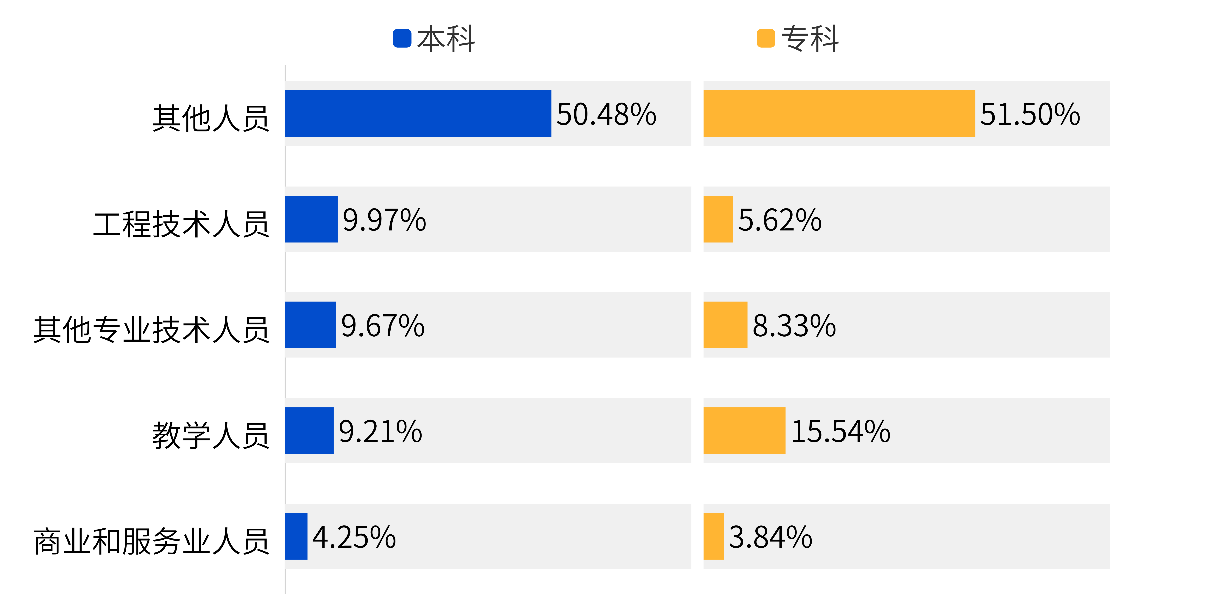 本科 专科
其他人员 50.48% 51.50%
工程技术人员 9.97% 5.62%
其他专业技术人员 9.67% 8.33%
教学人员 9.21% 15.54%
商业和服务业人员 4.25% 3.84%